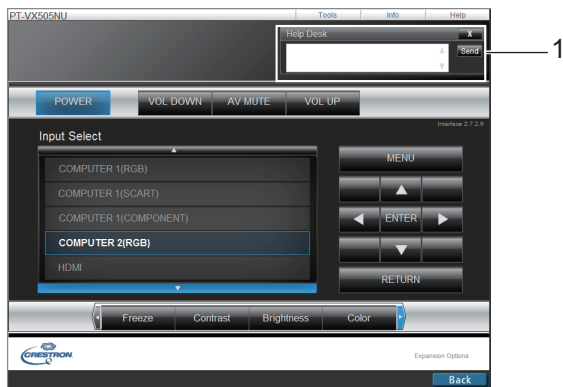 PT-VX505NU
Tools Info Help
Help Desk X
Send
1
POWER VOL DOWN AV MUTE VOL UP
Interface 2.7.2.6
Input Select
MENU
COMPUTER 1(RGB)
COMPUTER 1(SCART)
COMPUTER 1(COMPONENT)
ENTER
COMPUTER 2(RGB)
HDMI
RETURN
Freeze Contrast Brightness Color
CRESTRON
Expansion Options
Back